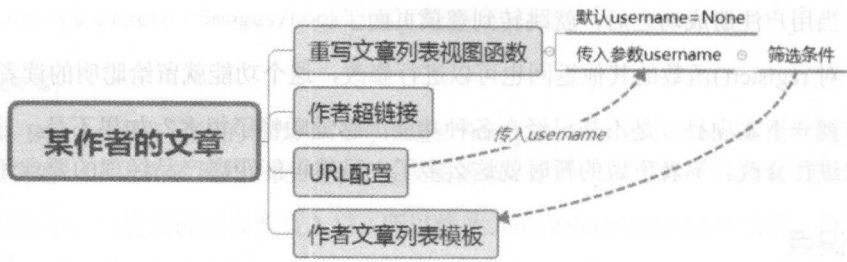 默认username=None
重写文章列表视图函数
传入参数username
筛选条件
作者超链接
某作者的文章
传入username
URL配置
作者文章列表模板